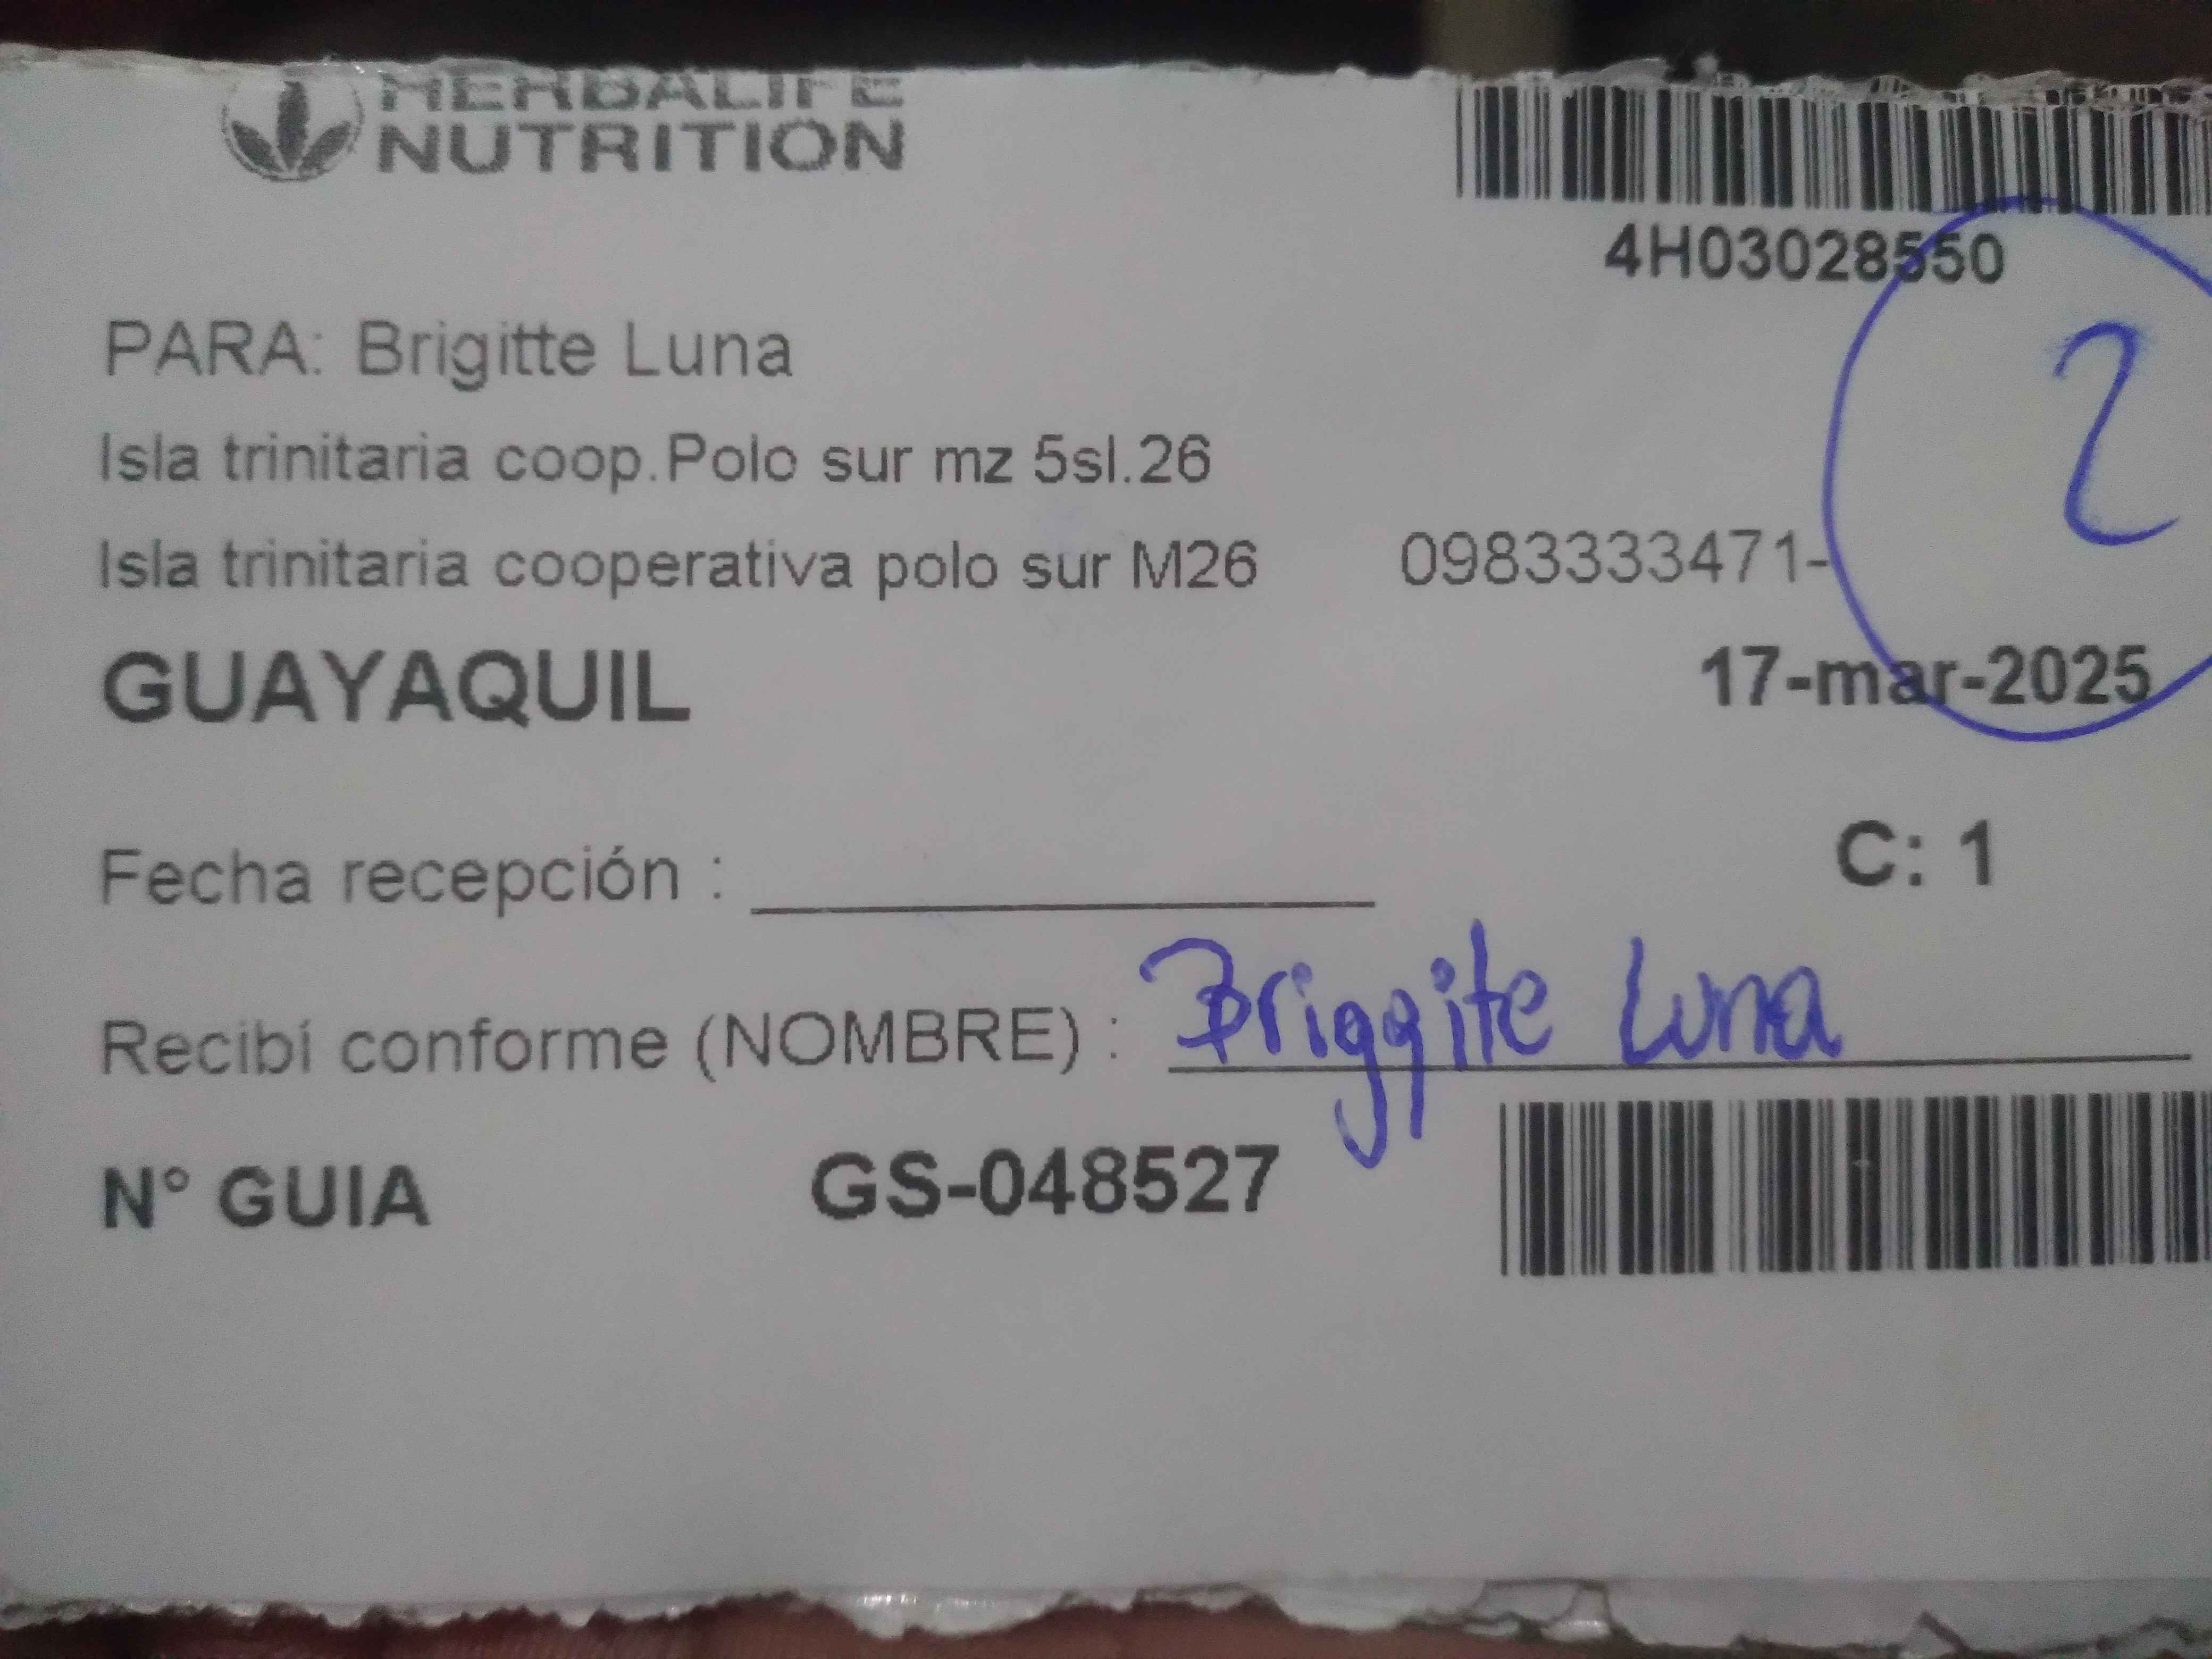 HERBALIFE
NUTRITION
4H03028550
2
PARA: Brigitte Luna
Isla trinitaria coop.Polo sur mz 5sl.26
Isla trinitaria cooperativa polo sur M26 0983333471-
GUAYAQUIL 17-mar-2025
C: 1
Fecha recepción :
Recibí conforme (NOMBRE) : Briggite Luna
N° GUIA GS-048527